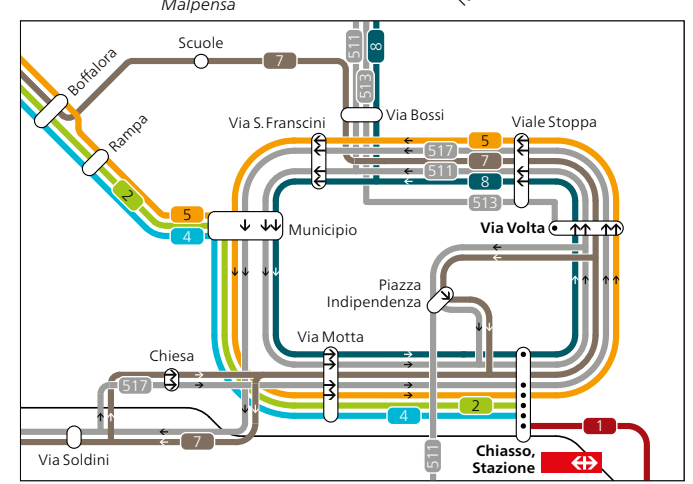 Malpensa
Scuole
7
511
8
513
Boffalora
Rampa
Via Bossi
Via S. Franscini
Viale Stoppa
5
517
7
511
8
513
2
5
4
Municipio
Via Volta
Piazza
Indipendenza
Via Motta
Chiesa
517
2
4
1
7
511
Via Soldini
Chiasso,
Stazione